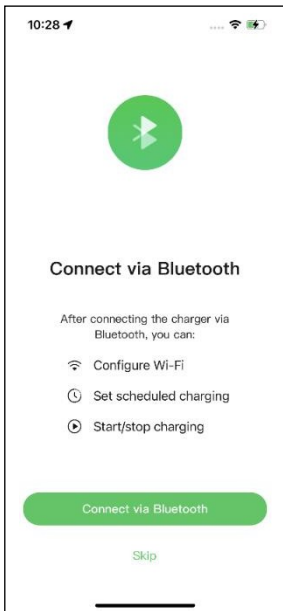 10:28
Connect via Bluetooth
After connecting the charger via
Bluetooth, you can:
Configure Wi-Fi
Set scheduled charging
Start/stop charging
Connect via Bluetooth
Skip